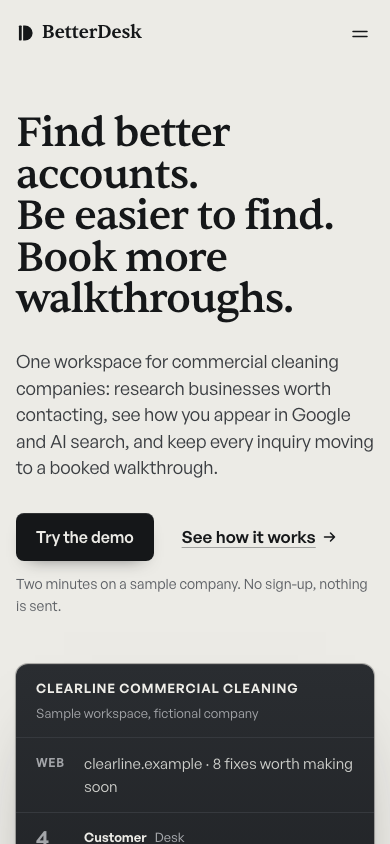 BetterDesk
Find better
accounts.
Be easier to find.
Book more
walkthroughs.
One workspace for commercial cleaning
companies: research businesses worth
contacting, see how you appear in Google
and AI search, and keep every inquiry moving
to a booked walkthrough.
Try the demo
See how it works →
Two minutes on a sample company. No sign-up, nothing
is sent.
CLEARLINE COMMERCIAL CLEANING
Sample workspace, fictional company
WEB clearline.example · 8 fixes worth making
soon
4 Customer Desk